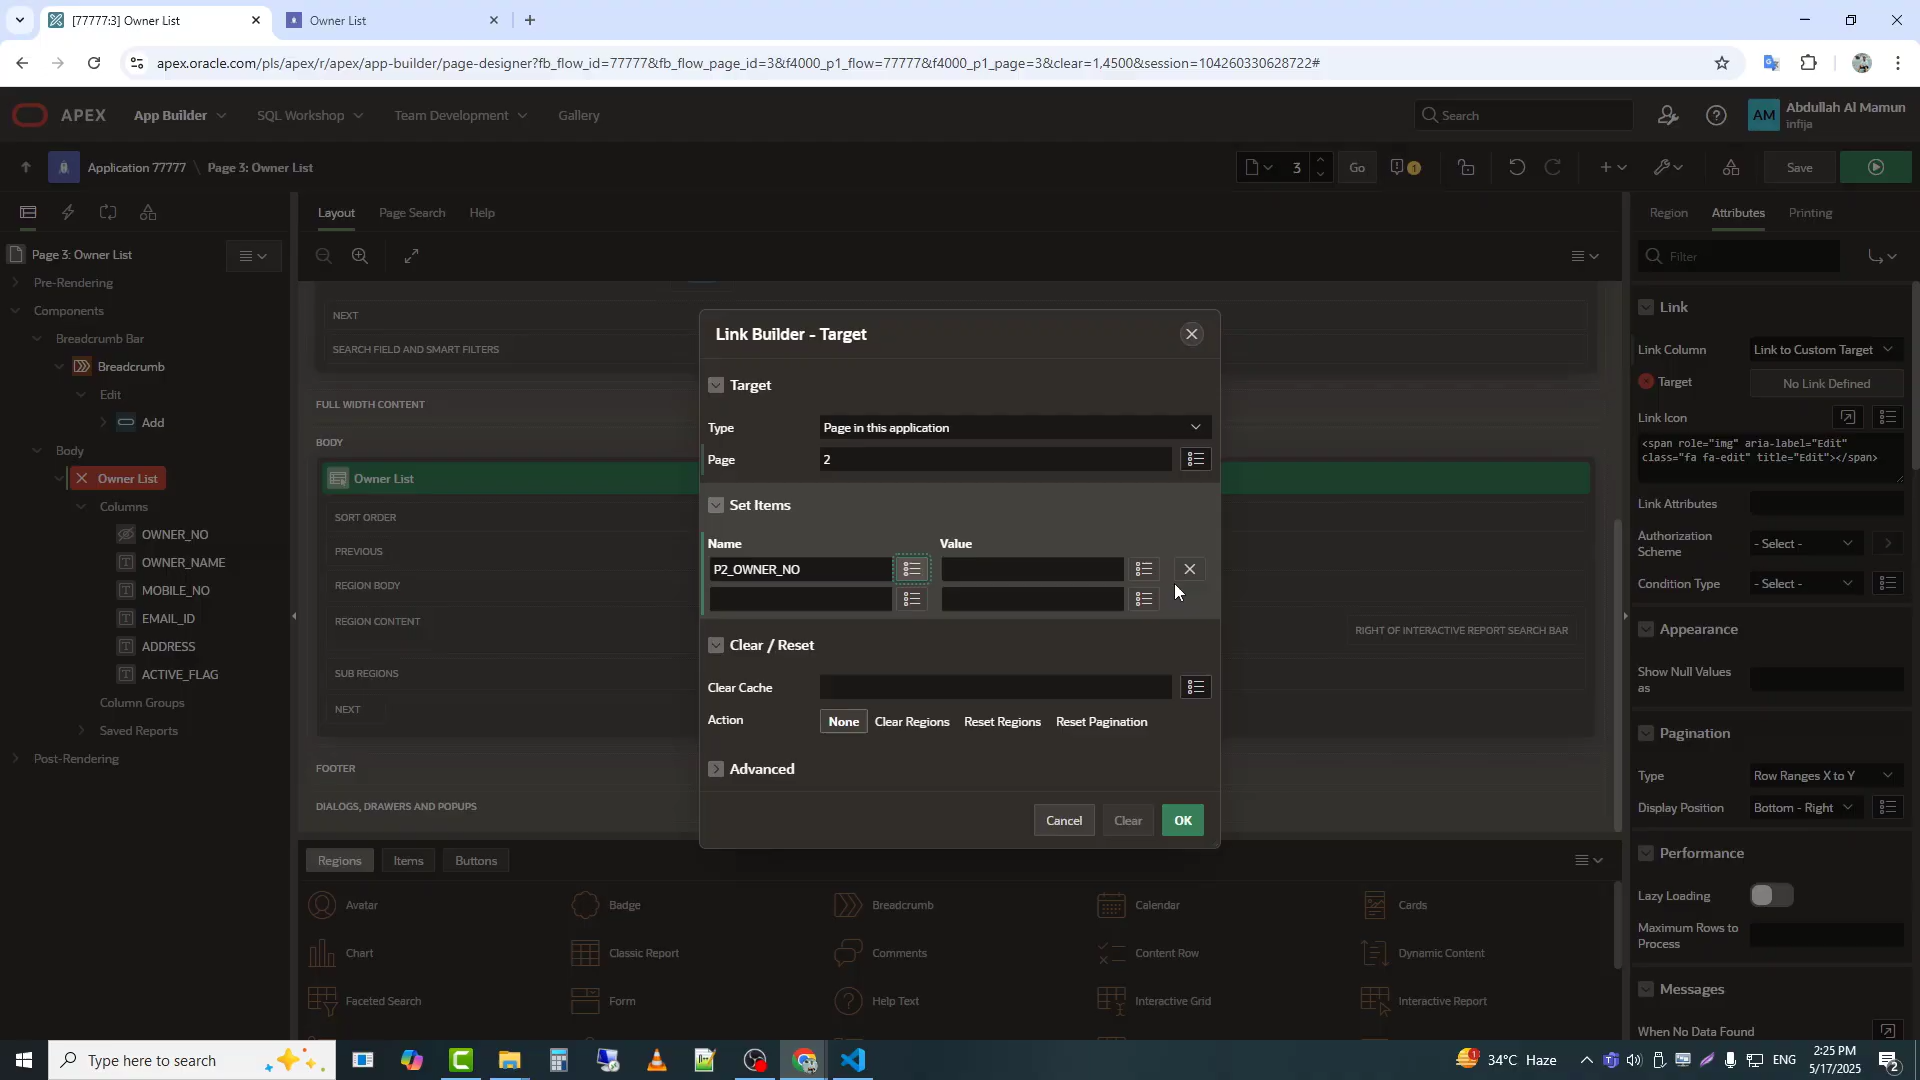 [77777:3] Owner List
Owner List
apex.oracle.com/pls/apex/r/apex/app-builder/page-designer?fb_flow_id=77777&fb_flow_page_id=3&f4000_p1_flow=77777&f4000_p1_page=3&clear=1,4500&session=104260330628722#
APEX
App Builder
SQL Workshop
Team Development
Gallery
Search
AM
Abdullah Al Mamun
infija
Application 77777 \ Page 3: Owner List
3
Go
1
Save
Layout
Page Search
Help
Region
Attributes
Printing
Page 3: Owner List
Filter
Pre-Rendering
Components
Breadcrumb Bar
Breadcrumb
Edit
Add
Body
Owner List
Columns
OWNER_NO
OWNER_NAME
MOBILE_NO
EMAIL_ID
ADDRESS
ACTIVE_FLAG
Column Groups
Saved Reports
Post-Rendering
NEXT
SEARCH FIELD AND SMART FILTERS
FULL WIDTH CONTENT
BODY
Owner List
SORT ORDER
PREVIOUS
REGION BODY
REGION CONTENT
RIGHT OF INTERACTIVE REPORT SEARCH BAR
SUB REGIONS
NEXT
FOOTER
DIALOGS, DRAWERS AND POPUPS
Link Builder - Target
Target
Type
Page in this application
Page
2
Set Items
Name
Value
P2_OWNER_NO
Clear / Reset
Clear Cache
Action
None
Clear Regions
Reset Regions
Reset Pagination
Advanced
Cancel
Clear
OK
Link
Link Column
Link to Custom Target
Target
No Link Defined
Link Icon
<span role="img" aria-label="Edit"
class="fa fa-edit" title="Edit"></span>
Link Attributes
Authorization
Scheme
- Select -
Condition Type
- Select -
Appearance
Show Null Values
as
Pagination
Type
Row Ranges X to Y
Display Position
Bottom - Right
Performance
Lazy Loading
Maximum Rows to
Process
Messages
When No Data Found
Regions
Items
Buttons
Avatar
Badge
Breadcrumb
Calendar
Cards
Chart
Classic Report
Comments
Content Row
Dynamic Content
Faceted Search
Form
Help Text
Interactive Grid
Interactive Report
Type here to search
34°C Haze
ENG
2:25 PM
5/17/2025
2